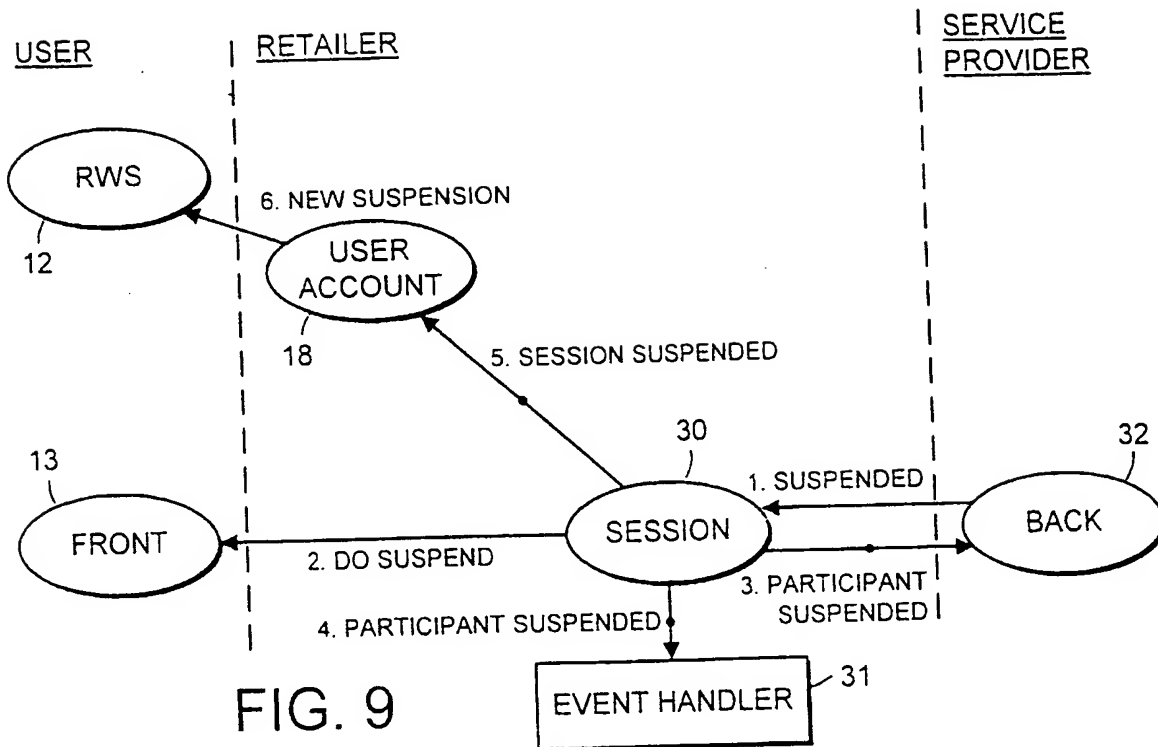 USER
RETAILER
SERVICE
PROVIDER
RWS
12
6. NEW SUSPENSION
USER
ACCOUNT
18
5. SESSION SUSPENDED
13
FRONT
2. DO SUSPEND
30
SESSION
1. SUSPENDED
32
BACK
3. PARTICIPANT
SUSPENDED
4. PARTICIPANT SUSPENDED
EVENT HANDLER
31
FIG. 9